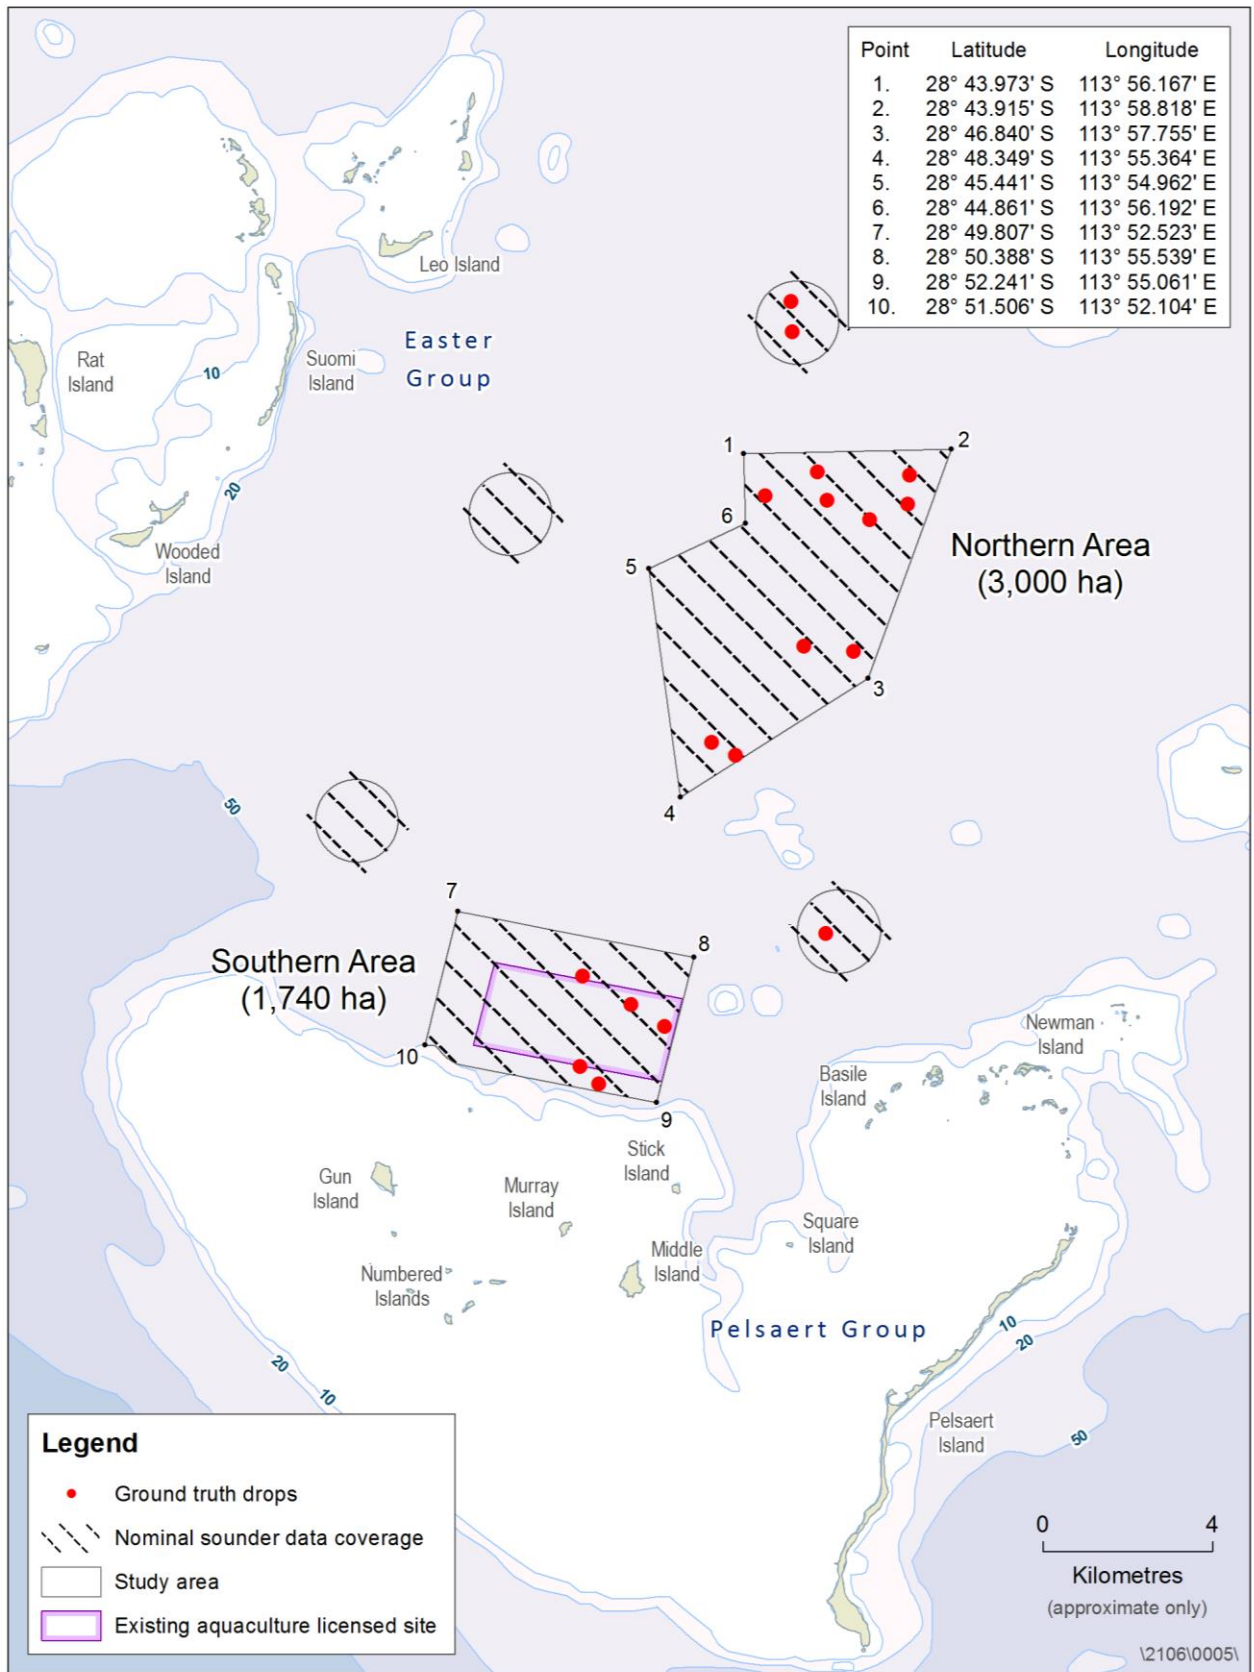 Point Latitude Longitude
1. 28° 43.973' S 113° 56.167' E
2. 28° 43.915' S 113° 58.818' E
3. 28° 46.840' S 113° 57.755' E
4. 28° 48.349' S 113° 55.364' E
5. 28° 45.441' S 113° 54.962' E
6. 28° 44.861' S 113° 56.192' E
7. 28° 49.807' S 113° 52.523' E
8. 28° 50.388' S 113° 55.539' E
9. 28° 52.241' S 113° 55.061' E
10. 28° 51.506' S 113° 52.104' E
Leo Island
Easter
Group
Rat
Island
10
Suomi
Island
20
Wooded
Island
1
2
6
5
Northern Area
(3,000 ha)
3
4
50
7
8
Southern Area
(1,740 ha)
10
9
Newman
Island
Basile
Island
Stick
Island
Gun
Island
Murray
Island
Square
Island
Middle
Island
Numbered
Islands
Pelsaert Group
10
20
20
10
Pelsaert
Island
50
Legend
Ground truth drops
Nominal sounder data coverage
Study area
Existing aquaculture licensed site
0 4
Kilometres
(approximate only)
\2106\0005\